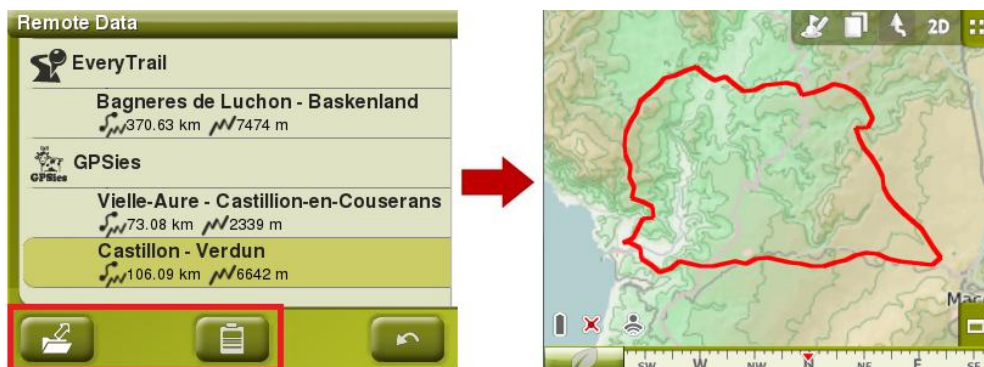 Remote Data
EveryTrail
Bagneres de Luchon - Baskenland
370.63 km 7474 m
GPSies
GPSies
Vielle-Aure - Castillion-en-Couserans
73.08 km 2339 m
Castillon - Verdun
106.09 km 6642 m
2D
Mac
SW W NW N NE E SE